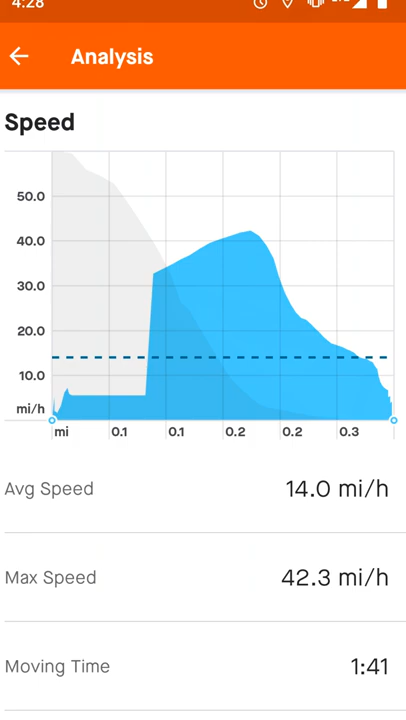 4:28
Analysis
Speed
50.0
40.0
30.0
20.0
10.0
mi/h
mi 0.1 0.1 0.2 0.2 0.3
Avg Speed 14.0 mi/h
Max Speed 42.3 mi/h
Moving Time 1:41